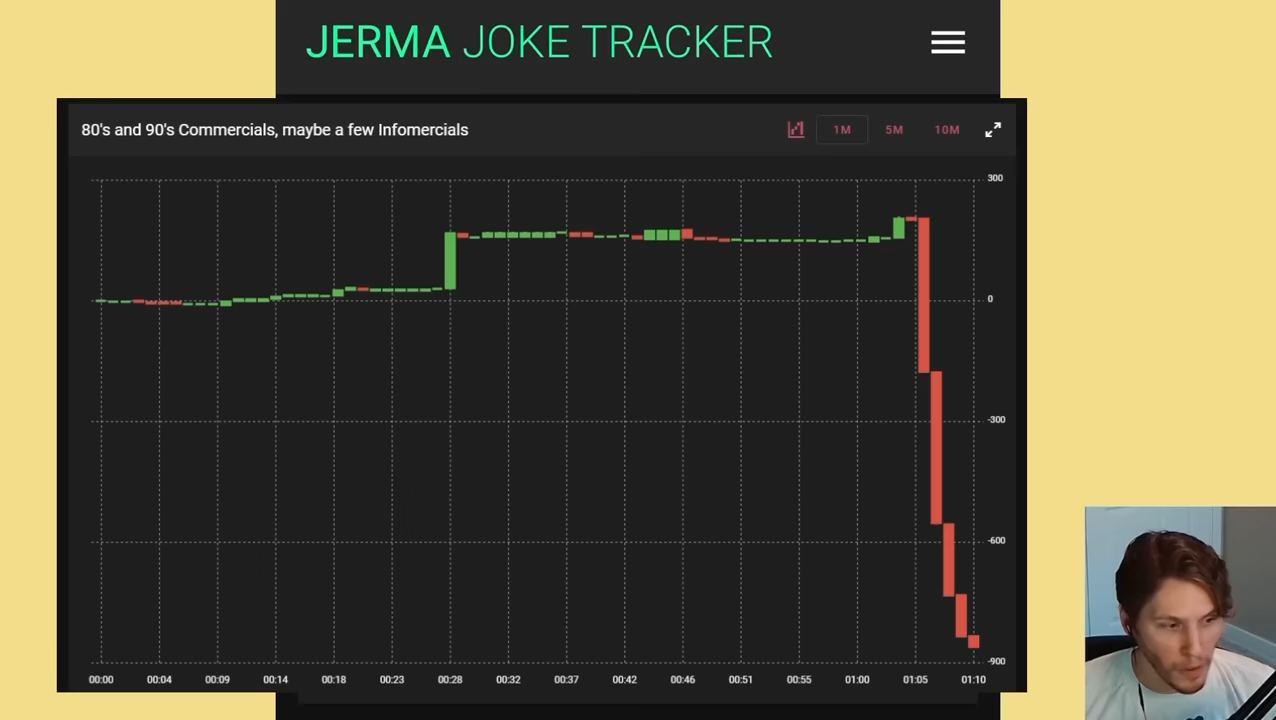 JERMA JOKE TRACKER
80's and 90's Commercials, maybe a few Infomercials
1M 5M 10M
300
0
-300
-600
-900
00:00 00:04 00:09 00:14 00:18 00:23 00:28 00:32 00:37 00:42 00:46 00:51 00:55 01:00 01:05 01:10